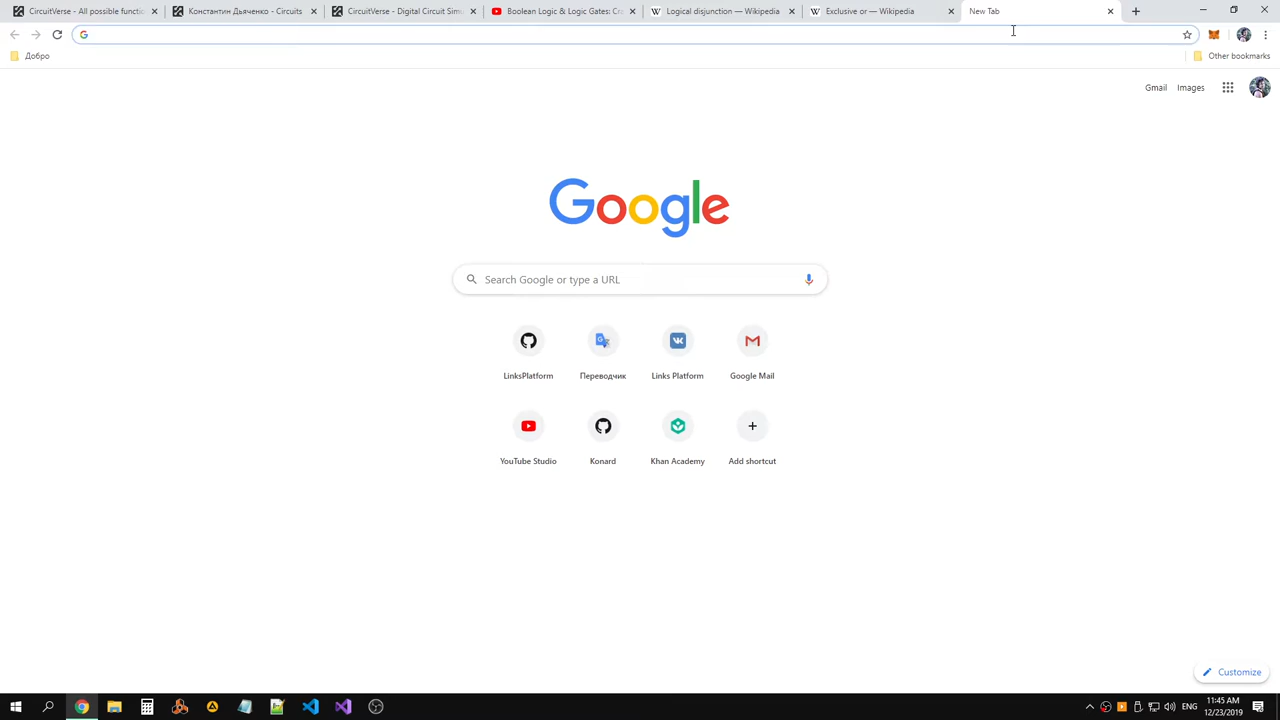 CircuitVerse - All possible functio
Константин Дьяченко - Circuits
CircuitVerse - Digital Circuit Simu
Boolean Logic & Logic Gates: Cr
Logical disjunction — Wikipedia
Exclusive or — Wikipedia
New Tab
Добро
Other bookmarks
Gmail
Images
Google
Search Google or type a URL
LinksPlatform
Переводчик
Links Platform
Google Mail
YouTube Studio
Konard
Khan Academy
Add shortcut
Customize
ENG
11:45 AM
12/23/2019